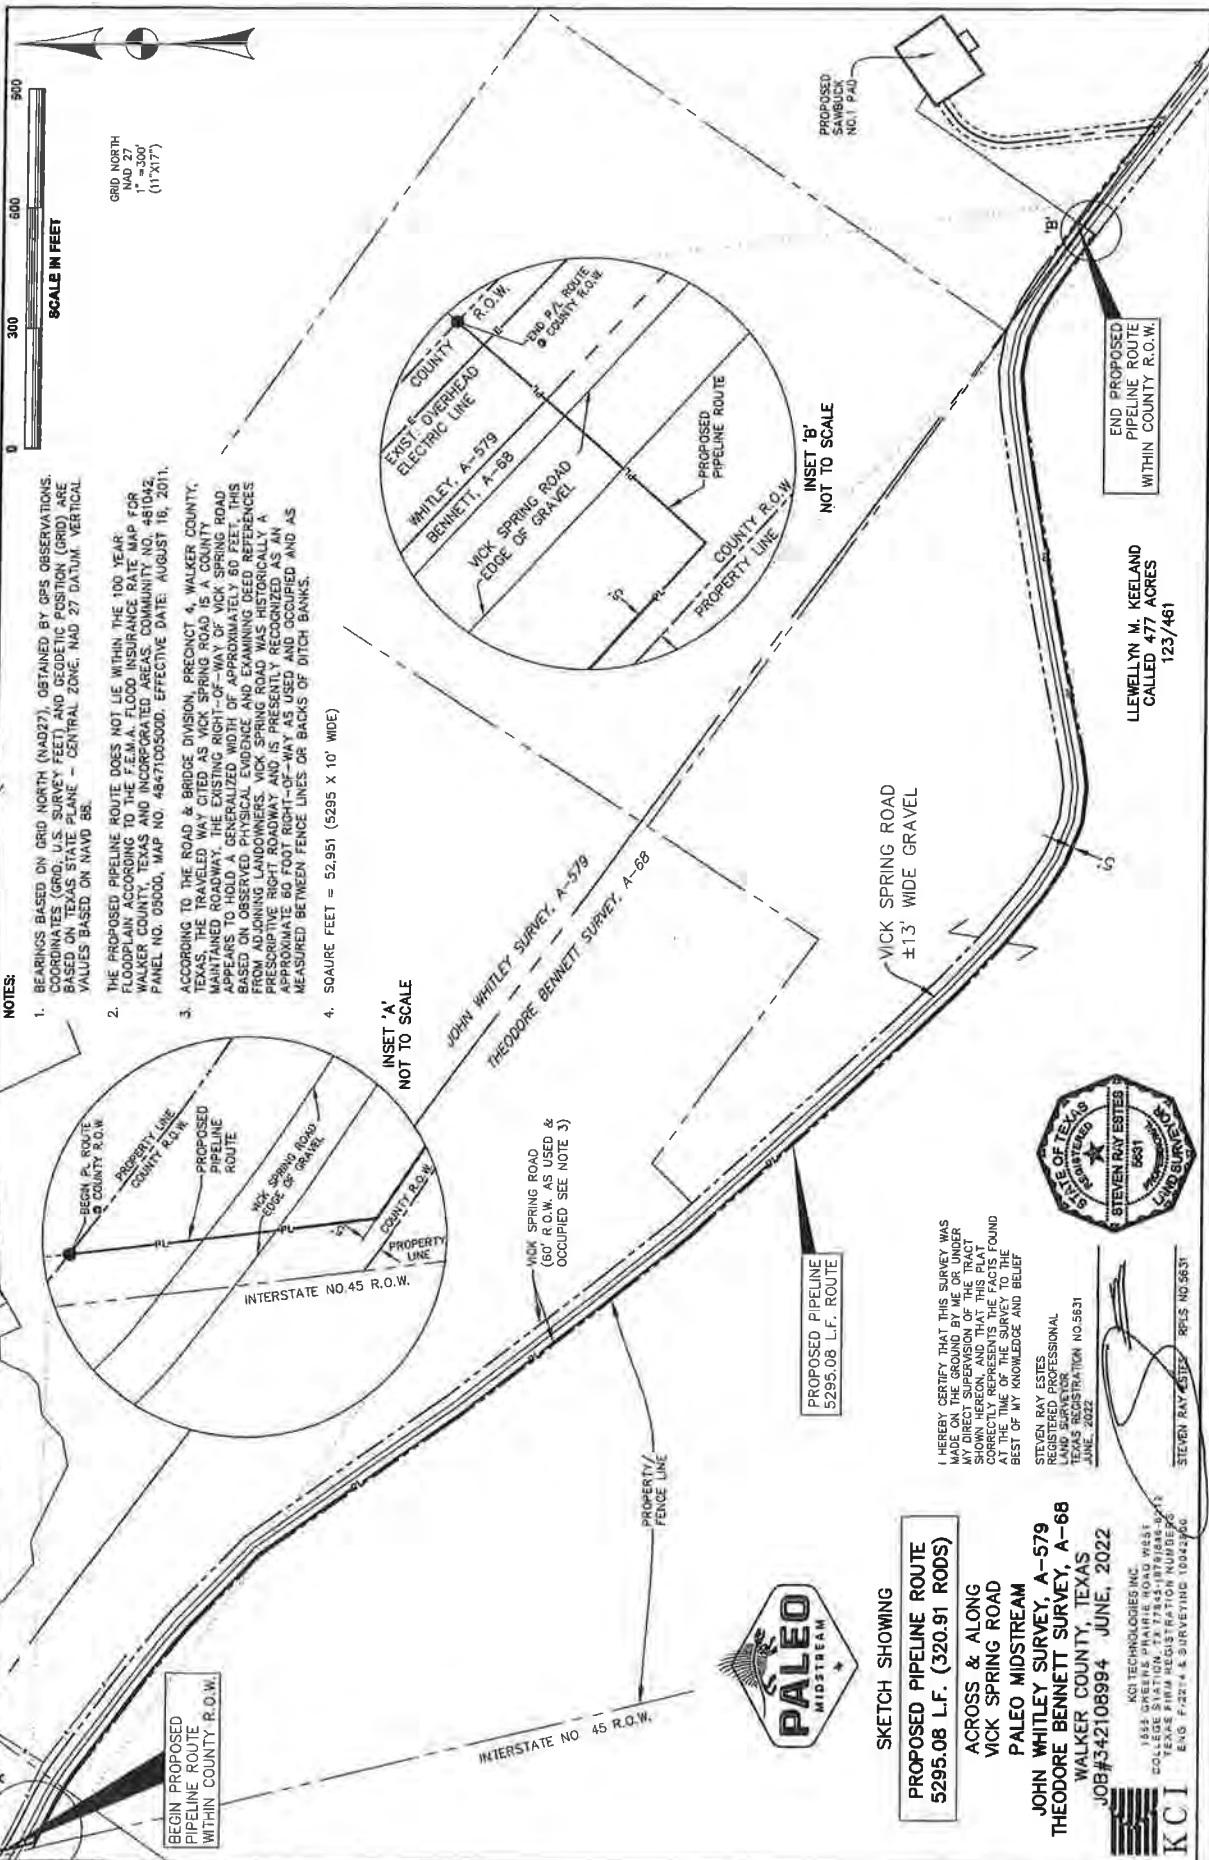 NOTES:
1. BEARINGS BASED ON GRID NORTH (NAD27), OBTAINED BY GPS OBSERVATIONS.
COORDINATES (GRID, U.S. SURVEY FEET) AND GEODETIC POSITION (GRID) ARE
BASED ON TEXAS STATE PLANE – CENTRAL ZONE, NAD 27 DATUM. VERTICAL
VALUES BASED ON NAVD 88.
2. THE PROPOSED PIPELINE ROUTE DOES NOT LIE WITHIN THE 100 YEAR
FLOODPLAIN ACCORDING TO THE F.E.M.A. FLOOD INSURANCE RATE MAP FOR
WALKER COUNTY, TEXAS AND INCORPORATED AREAS, COMMUNITY NO. 481042,
PANEL NO. 0500D, MAP NO. 48471C0500D, EFFECTIVE DATE: AUGUST 16, 2011.
3. ACCORDING TO THE ROAD & BRIDGE DIVISION, PRECINCT 4, WALKER COUNTY,
TEXAS, THE TRAVELED WAY CITED AS VICK SPRING ROAD IS A COUNTY
MAINTAINED ROADWAY. THE EXISTING RIGHT-OF-WAY OF VICK SPRING ROAD
APPEARS TO HOLD A GENERALIZED WIDTH OF APPROXIMATELY 60 FEET, THIS
BASED ON OBSERVED PHYSICAL EVIDENCE AND EXAMINING DEED REFERENCES
FROM ADJOINING LANDOWNERS. VICK SPRING ROAD WAS HISTORICALLY A
PRESCRIPTIVE RIGHT ROADWAY AND IS PRESENTLY RECOGNIZED AS AN
APPROXIMATE 60 FOOT RIGHT-OF-WAY AS USED AND OCCUPIED AND AS
MEASURED BETWEEN FENCE LINES OR BACKS OF DITCH BANKS.
4. SQAURE FEET = 52,951 (5295 X 10' WIDE)
0 300 600 900
SCALE IN FEET
GRID NORTH
NAD 27
1" =300'
(11"X17")
BEGIN PL ROUTE
@ COUNTY R.O.W.
PROPERTY LINE
COUNTY R.O.W.
PROPOSED
PIPELINE
ROUTE
VICK SPRING ROAD
EDGE OF GRAVEL
PL
PL
5'
COUNTY R.O.W.
PROPERTY
LINE
INTERSTATE NO.45 R.O.W.
INSET 'A'
NOT TO SCALE
COUNTY R.O.W.
E
EXIST. OVERHEAD
ELECTRIC LINE
E
END P/L ROUTE
@ COUNTY R.O.W.
WHITLEY, A-579
BENNETT, A-68
VICK SPRING ROAD
EDGE OF GRAVEL
PL
PL
PROPOSED
PIPELINE ROUTE
5'
PL
COUNTY R.O.W
PROPERTY LINE
INSET 'B'
NOT TO SCALE
PROPOSED
SAWBUCK
NO.1 PAD
'B'
END PROPOSED
PIPELINE ROUTE
WITHIN COUNTY R.O.W.
JOHN WHITLEY SURVEY, A-579
THEODORE BENNETT SURVEY, A-68
VICK SPRING ROAD
(60' R.O.W. AS USED &
OCCUPIED SEE NOTE 3)
VICK SPRING ROAD
±13' WIDE GRAVEL
5'
LLEWELLYN M. KEELAND
CALLED 477 ACRES
123/461
PROPOSED PIPELINE
5295.08 L.F. ROUTE
PROPERTY/
FENCE LINE
INTERSTATE NO 45 R.O.W.
BEGIN PROPOSED
PIPELINE ROUTE
WITHIN COUNTY R.O.W.
PALEO
MIDSTREAM
SKETCH SHOWING
PROPOSED PIPELINE ROUTE
5295.08 L.F. (320.91 RODS)
ACROSS & ALONG
VICK SPRING ROAD
PALEO MIDSTREAM
JOHN WHITLEY SURVEY, A-579
THEODORE BENNETT SURVEY, A-68
WALKER COUNTY, TEXAS
JOB#342108994 JUNE, 2022
KCI
KCI TECHNOLOGIES INC.
GREENS PRAIRIE ROAD WEST
COLLEGE STATION, TX 77845
TEXAS FIRM REGISTRATION NUMBERS
I HEREBY CERTIFY THAT THIS SURVEY WAS
MADE ON THE GROUND BY ME OR UNDER
MY DIRECT SUPERVISION OF THE TRACT
SHOWN HEREON, AND THAT THIS PLAT
CORRECTLY REPRESENTS THE FACTS FOUND
AT THE TIME OF THE SURVEY TO THE
BEST OF MY KNOWLEDGE AND BELIEF
STEVEN RAY ESTES
REGISTERED PROFESSIONAL
LAND SURVEYOR
TEXAS REGISTRATION NO.5631
JUNE, 2022
STEVEN RAY ESTES RPLS NO.5631
STATE OF TEXAS
REGISTERED
STEVEN RAY ESTES
5631
PROFESSIONAL
LAND SURVEYOR